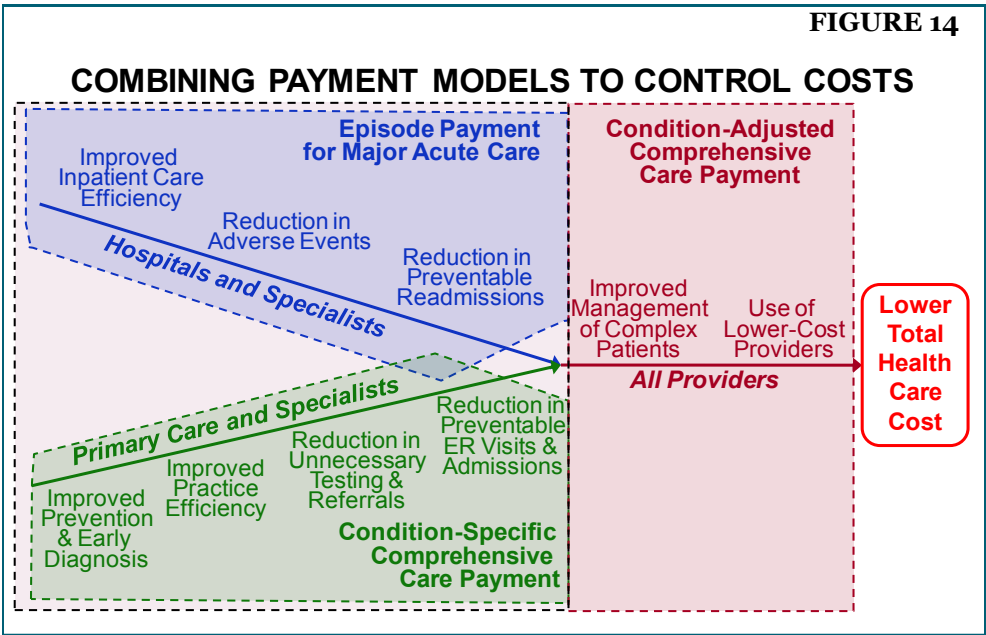 FIGURE 14
COMBINING PAYMENT MODELS TO CONTROL COSTS
Episode Payment
for Major Acute Care
Improved
Inpatient Care
Efficiency
Reduction in
Adverse Events
Reduction in
Preventable
Readmissions
Hospitals and Specialists
Primary Care and Specialists
Improved
Prevention
& Early
Diagnosis
Improved
Practice
Efficiency
Reduction in
Unnecessary
Testing &
Referrals
Reduction in
Preventable
ER Visits &
Admissions
Condition-Specific
Comprehensive
Care Payment
Condition-Adjusted
Comprehensive
Care Payment
Improved
Management
of Complex
Patients
Use of
Lower-Cost
Providers
All Providers
Lower
Total
Health
Care
Cost